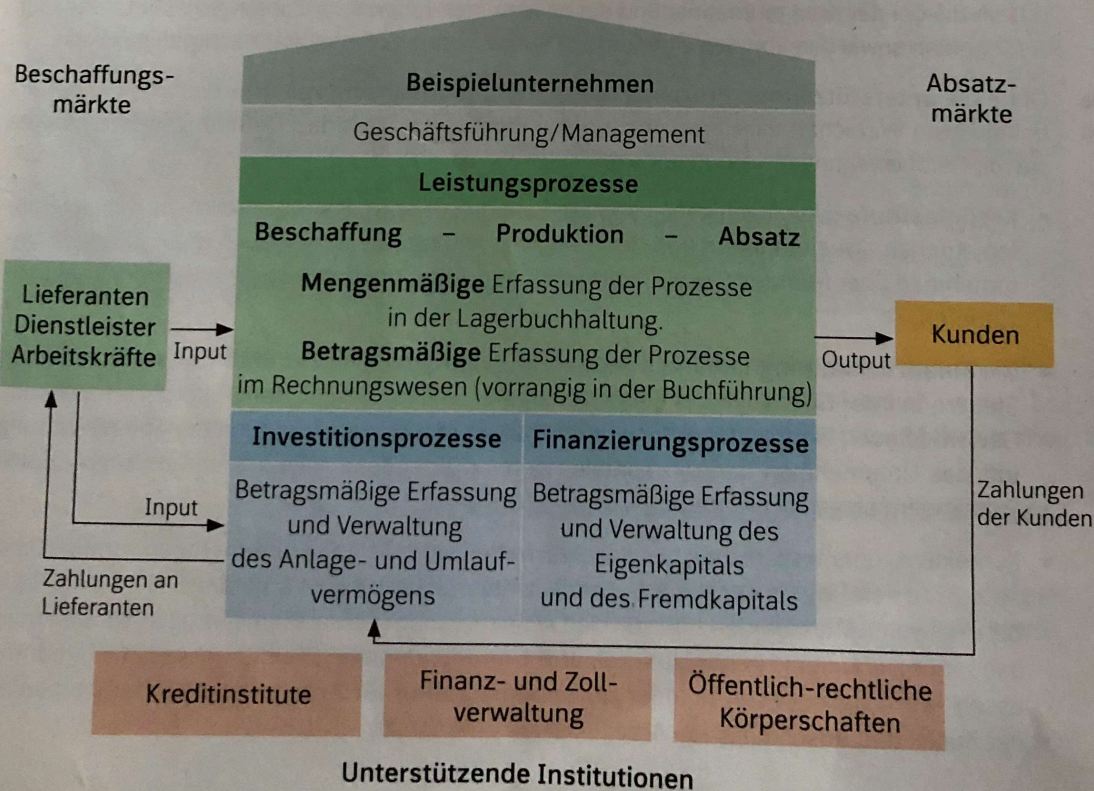 Beschaffungs-
märkte
Beispielunternehmen
Absatz-
märkte
Geschäftsführung/Management
Leistungsprozesse
Beschaffung – Produktion – Absatz
Mengenmäßige Erfassung der Prozesse
in der Lagerbuchhaltung.
Betragsmäßige Erfassung der Prozesse
im Rechnungswesen (vorrangig in der Buchführung)
Lieferanten
Dienstleister
Arbeitskräfte
Input
Output
Kunden
Investitionsprozesse
Betragsmäßige Erfassung
und Verwaltung
des Anlage- und Umlauf-
vermögens
Finanzierungsprozesse
Betragsmäßige Erfassung
und Verwaltung des
Eigenkapitals
und des Fremdkapitals
Input
Zahlungen an
Lieferanten
Zahlungen
der Kunden
Kreditinstitute
Finanz- und Zoll-
verwaltung
Öffentlich-rechtliche
Körperschaften
Unterstützende Institutionen